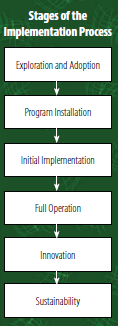 Stages of the
Implementation Process
Exploration and Adoption
Program Installation
Initial Implementation
Full Operation
Innovation
Sustainability